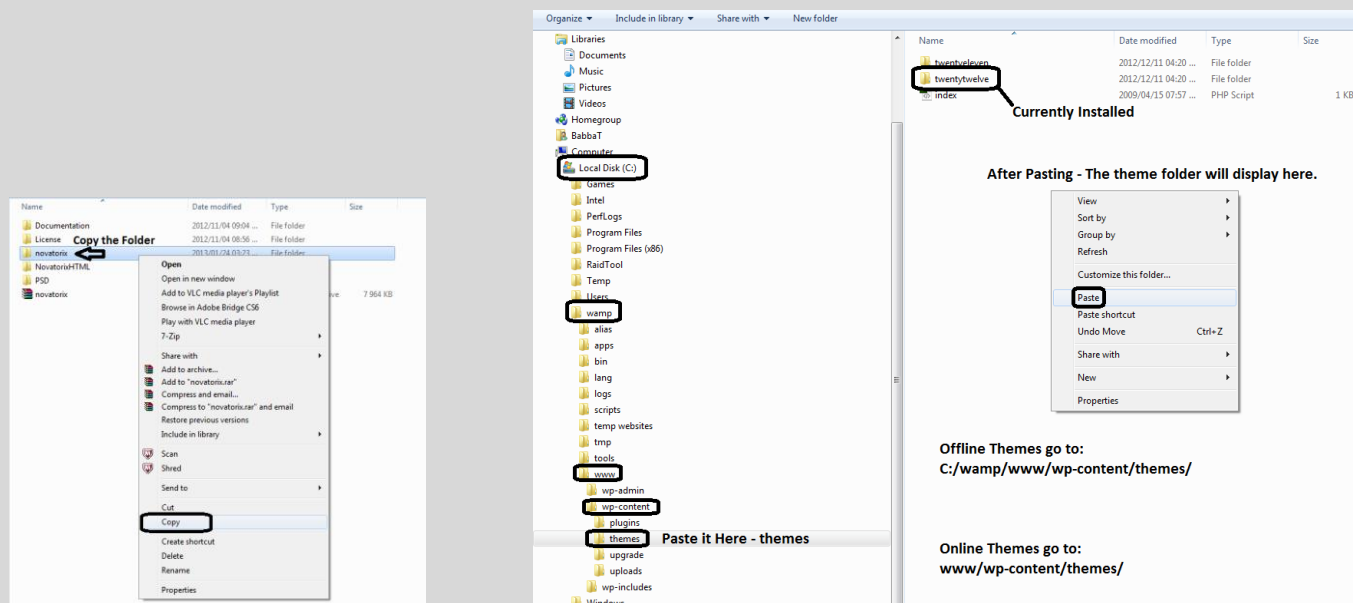 Organize Include in library Share with New folder
Libraries
Documents
Music
Pictures
Videos
Homegroup
BabbaT
Computer
Local Disk (C:)
Games
Intel
PerfLogs
Program Files
Program Files (x86)
RaidTool
Temp
Users
wamp
alias
apps
bin
lang
logs
scripts
temp websites
tmp
tools
www
wp-admin
wp-content
plugins
themes Paste it Here - themes
upgrade
uploads
wp-includes
Windows
Name Date modified Type Size
twentyeleven 2012/12/11 04:20 ... File folder
twentytwelve 2012/12/11 04:20 ... File folder
index 2009/04/15 07:57 ... PHP Script 1 KB
Currently Installed
After Pasting - The theme folder will display here.
View
Sort by
Group by
Refresh
Customize this folder...
Paste
Paste shortcut
Undo Move Ctrl+Z
Share with
New
Properties
Offline Themes go to:
C:/wamp/www/wp-content/themes/
Online Themes go to:
www/wp-content/themes/
Name Date modified Type Size
Documentation 2012/11/04 09:04 ... File folder
License Copy the Folder 2012/11/04 08:56 ... File folder
novatorix 2013/01/24 03:23 ... File folder
NovatorixHTML
PSD
novatorix ve 7 964 KB
Open
Open in new window
Add to VLC media player's Playlist
Browse in Adobe Bridge CS6
Play with VLC media player
7-Zip
Share with
Add to archive...
Add to "novatorix.rar"
Compress and email...
Compress to "novatorix.rar" and email
Restore previous versions
Include in library
Scan
Shred
Send to
Cut
Copy
Create shortcut
Delete
Rename
Properties